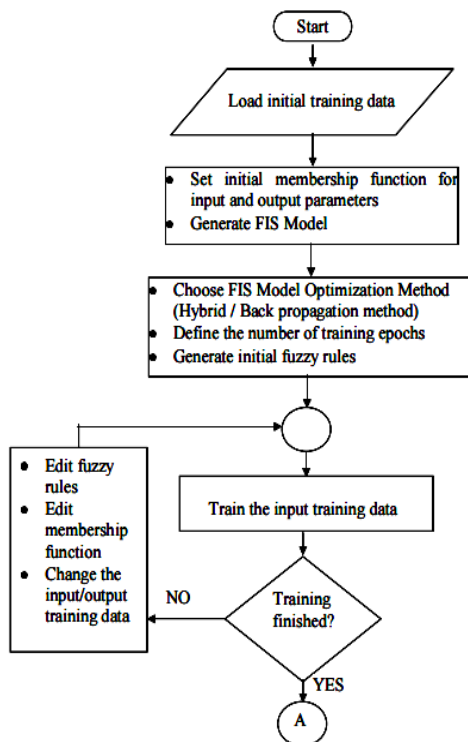 Start
Load initial training data
● Set initial membership function for
input and output parameters
● Generate FIS Model
● Choose FIS Model Optimization Method
(Hybrid / Back propagation method)
● Define the number of training epochs
● Generate initial fuzzy rules
● Edit fuzzy
rules
● Edit
membership
function
● Change the
input/output
training data
Train the input training data
NO
Training
finished?
YES
A